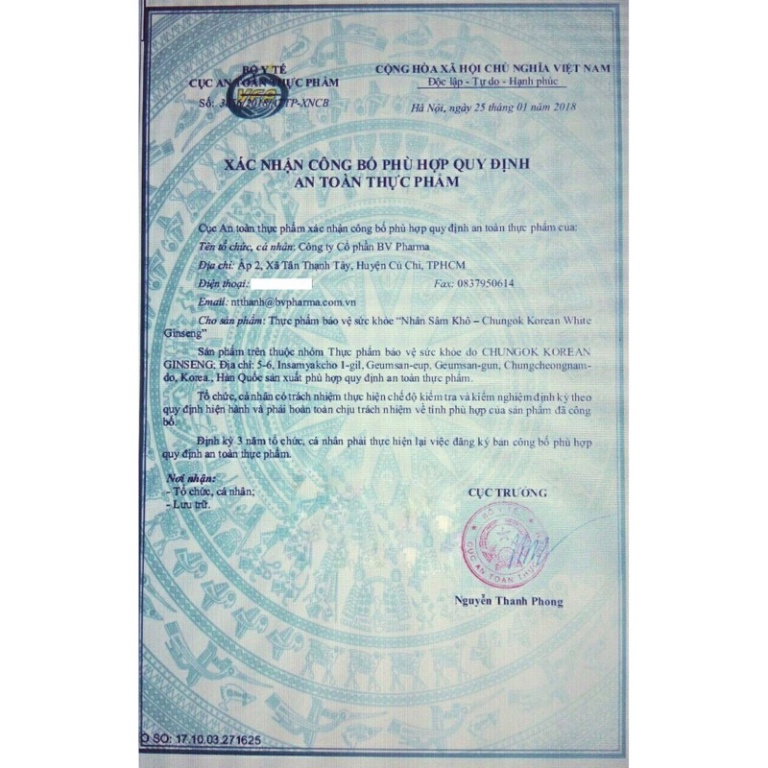 BỘ Y TẾ
CỤC AN TOÀN THỰC PHẨM
Số: /2018/ATTP-XNCB
CỘNG HÒA XÃ HỘI CHỦ NGHĨA VIỆT NAM
Độc lập - Tự do - Hạnh phúc
Hà Nội, ngày 25 tháng 01 năm 2018
XÁC NHẬN CÔNG BỐ PHÙ HỢP QUY ĐỊNH
AN TOÀN THỰC PHẨM
Cục An toàn thực phẩm xác nhận công bố phù hợp quy định an toàn thực phẩm của:
Tên tổ chức, cá nhân: Công ty Cổ phần BV Pharma
Địa chỉ: Ấp 2, Xã Tân Thạnh Tây, Huyện Củ Chi, TPHCM
Điện thoại: Fax: 0837950614
Email: ntthanh@bvpharma.com.vn
Cho sản phẩm: Thực phẩm bảo vệ sức khỏe "Nhân Sâm Khô – Chungok Korean White
Ginseng"
Sản phẩm trên thuộc nhóm Thực phẩm bảo vệ sức khỏe do CHUNGOK KOREAN
GINSENG; Địa chỉ: 5-6, Insamyakcho 1-gil, Geumsan-eup, Geumsan-gun, Chungcheongnam-
do, Korea., Hàn Quốc sản xuất phù hợp quy định an toàn thực phẩm.
Tổ chức, cá nhân có trách nhiệm thực hiện chế độ kiểm tra và kiểm nghiệm định kỳ theo
quy định hiện hành và phải hoàn toàn chịu trách nhiệm về tính phù hợp của sản phẩm đã công
bố.
Định kỳ 3 năm tổ chức, cá nhân phải thực hiện lại việc đăng ký bản công bố phù hợp
quy định an toàn thực phẩm.
Nơi nhận:
- Tổ chức, cá nhân;
- Lưu trữ.
CỤC TRƯỞNG
BỘ Y TẾ
CỤC AN TOÀN THỰC PHẨM
Nguyễn Thanh Phong
Ồ SƠ: 17.10.03.271625